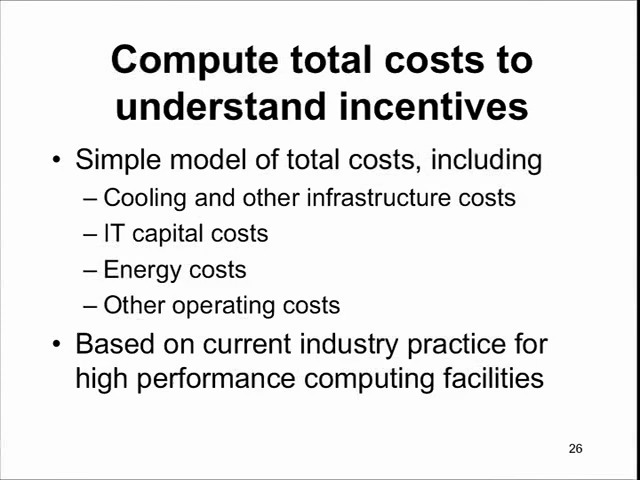 Compute total costs to
understand incentives
• Simple model of total costs, including
– Cooling and other infrastructure costs
– IT capital costs
– Energy costs
– Other operating costs
• Based on current industry practice for
high performance computing facilities
26